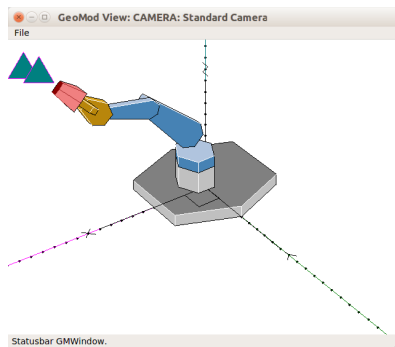 GeoMod View: CAMERA: Standard Camera
File
Statusbar GMWindow.